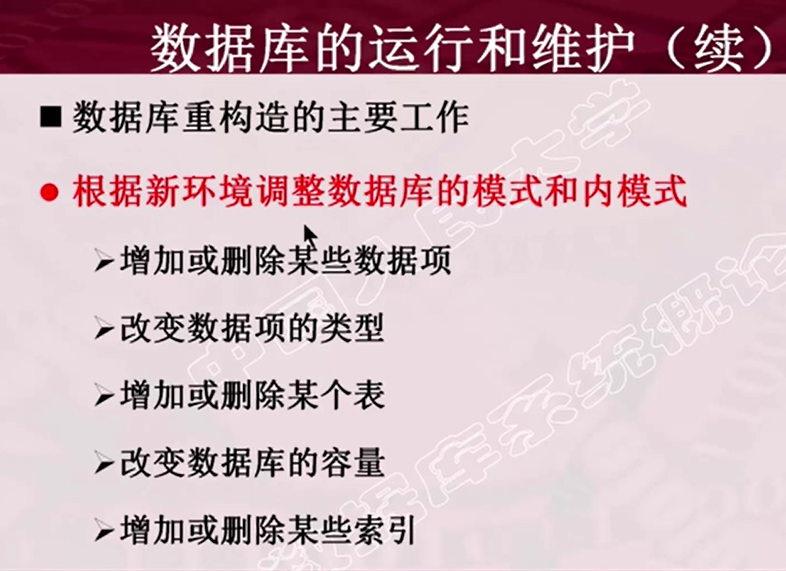 数据库的运行和维护（续）
数据库重构造的主要工作
根据新环境调整数据库的模式和内模式
增加或删除某些数据项
改变数据项的类型
增加或删除某个表
改变数据库的容量
增加或删除某些索引
中国人民大学
数据库系统概论